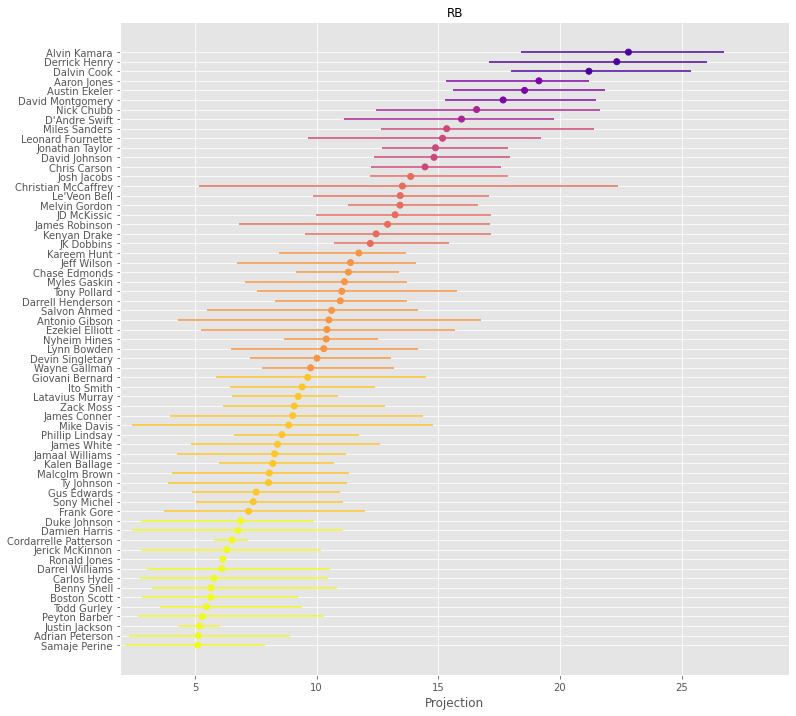 RB
Alvin Kamara
Derrick Henry
Dalvin Cook
Aaron Jones
Austin Ekeler
David Montgomery
Nick Chubb
D'Andre Swift
Miles Sanders
Leonard Fournette
Jonathan Taylor
David Johnson
Chris Carson
Josh Jacobs
Christian McCaffrey
Le'Veon Bell
Melvin Gordon
JD McKissic
James Robinson
Kenyan Drake
JK Dobbins
Kareem Hunt
Jeff Wilson
Chase Edmonds
Myles Gaskin
Tony Pollard
Darrell Henderson
Salvon Ahmed
Antonio Gibson
Ezekiel Elliott
Nyheim Hines
Lynn Bowden
Devin Singletary
Wayne Gallman
Giovani Bernard
Ito Smith
Latavius Murray
Zack Moss
James Conner
Mike Davis
Phillip Lindsay
James White
Jamaal Williams
Kalen Ballage
Malcolm Brown
Ty Johnson
Gus Edwards
Sony Michel
Frank Gore
Duke Johnson
Damien Harris
Cordarrelle Patterson
Jerick McKinnon
Ronald Jones
Darrel Williams
Carlos Hyde
Benny Snell
Boston Scott
Todd Gurley
Peyton Barber
Justin Jackson
Adrian Peterson
Samaje Perine
5 10 15 20 25
Projection